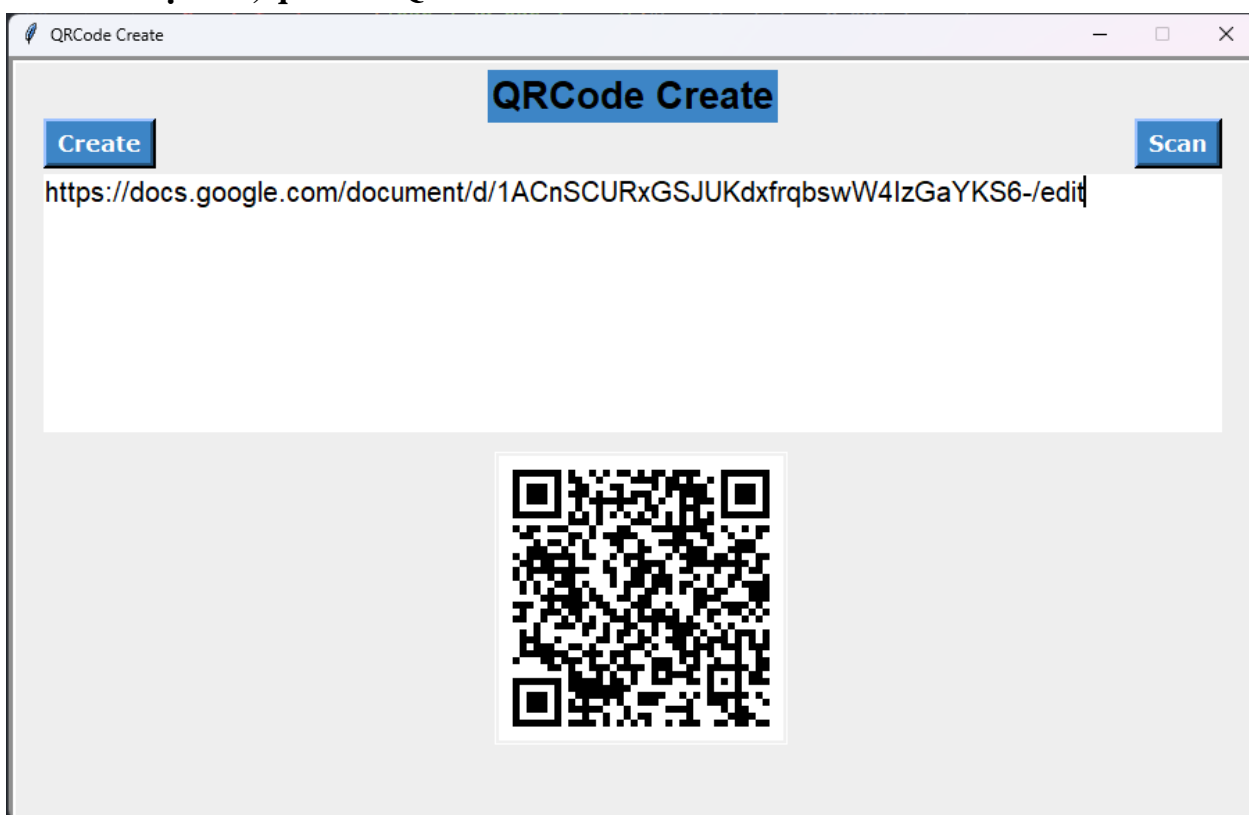 QRCode Create
QRCode Create
Create
Scan
https://docs.google.com/document/d/1ACnSCURxGSJUKdxfrqbswW4IzGaYKS6-/edit